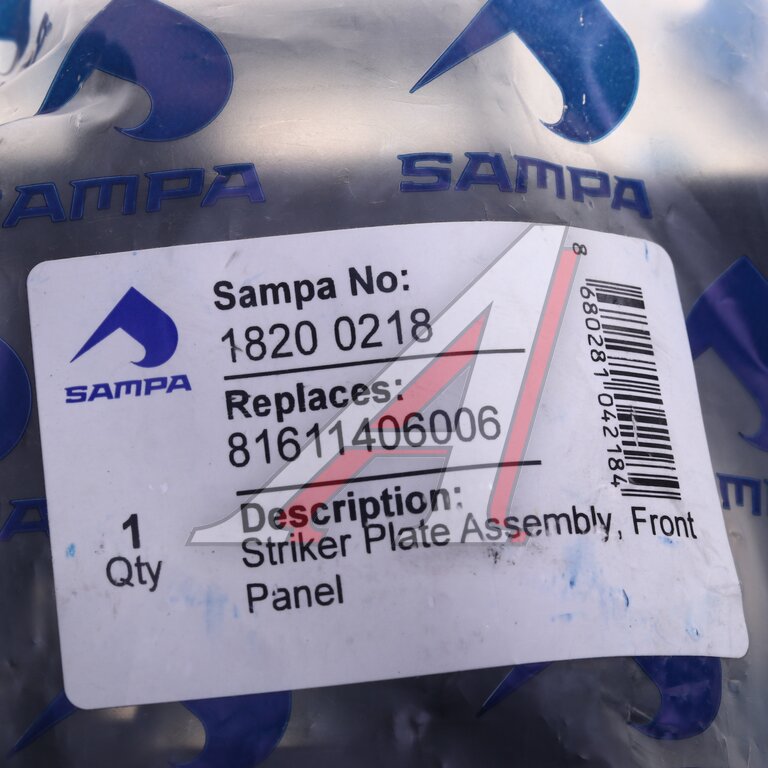 SAMPA
SAMPA
SAMPA
Sampa No:
1820 0218
Replaces:
81611406006
1
Qty
Description:
Striker Plate Assembly, Front
Panel
8 680281 042184